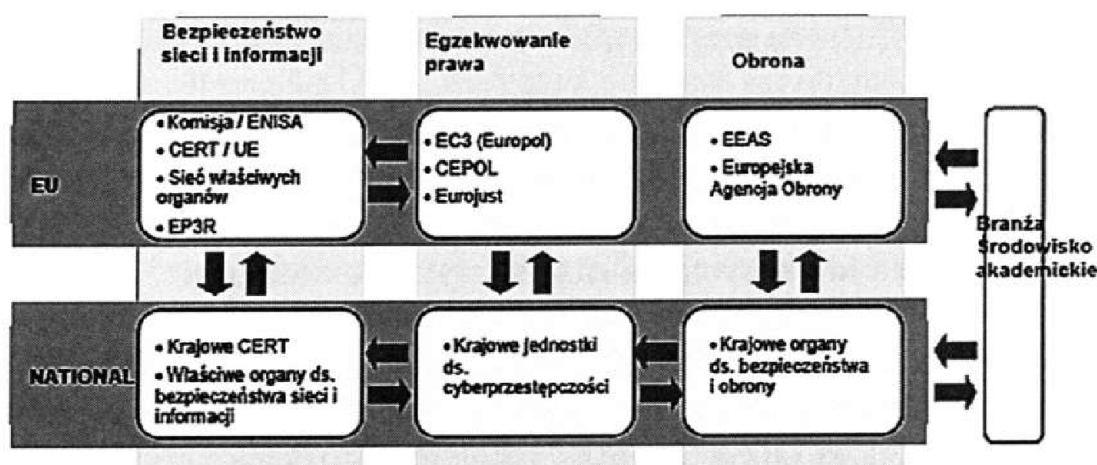 Bezpieczeństwo
sieci i informacji
Egzekwowanie
prawa
Obrona
EU
• Komisja / ENISA
• CERT / UE
• Sieć właściwych
organów
• EP3R
• EC3 (Europol)
• CEPOL
• Eurojust
• EEAS
• Europejska
Agencja Obrony
Branża
Środowisko
akademickie
NATIONAL
• Krajowe CERT
• Właściwe organy ds.
bezpieczeństwa sieci i
informacji
• Krajowe jednostki
ds.
cyberprzestępczości
• Krajowe organy
ds. bezpieczeństwa
i obrony